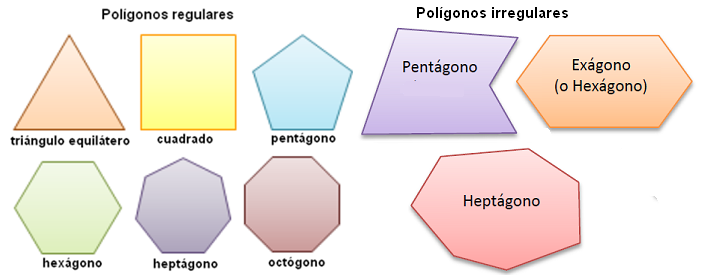 Polígonos regulares
triángulo equilátero
cuadrado
pentágono
hexágono
heptágono
octógono
Polígonos irregulares
Pentágono
Exágono
(o Hexágono)
Heptágono